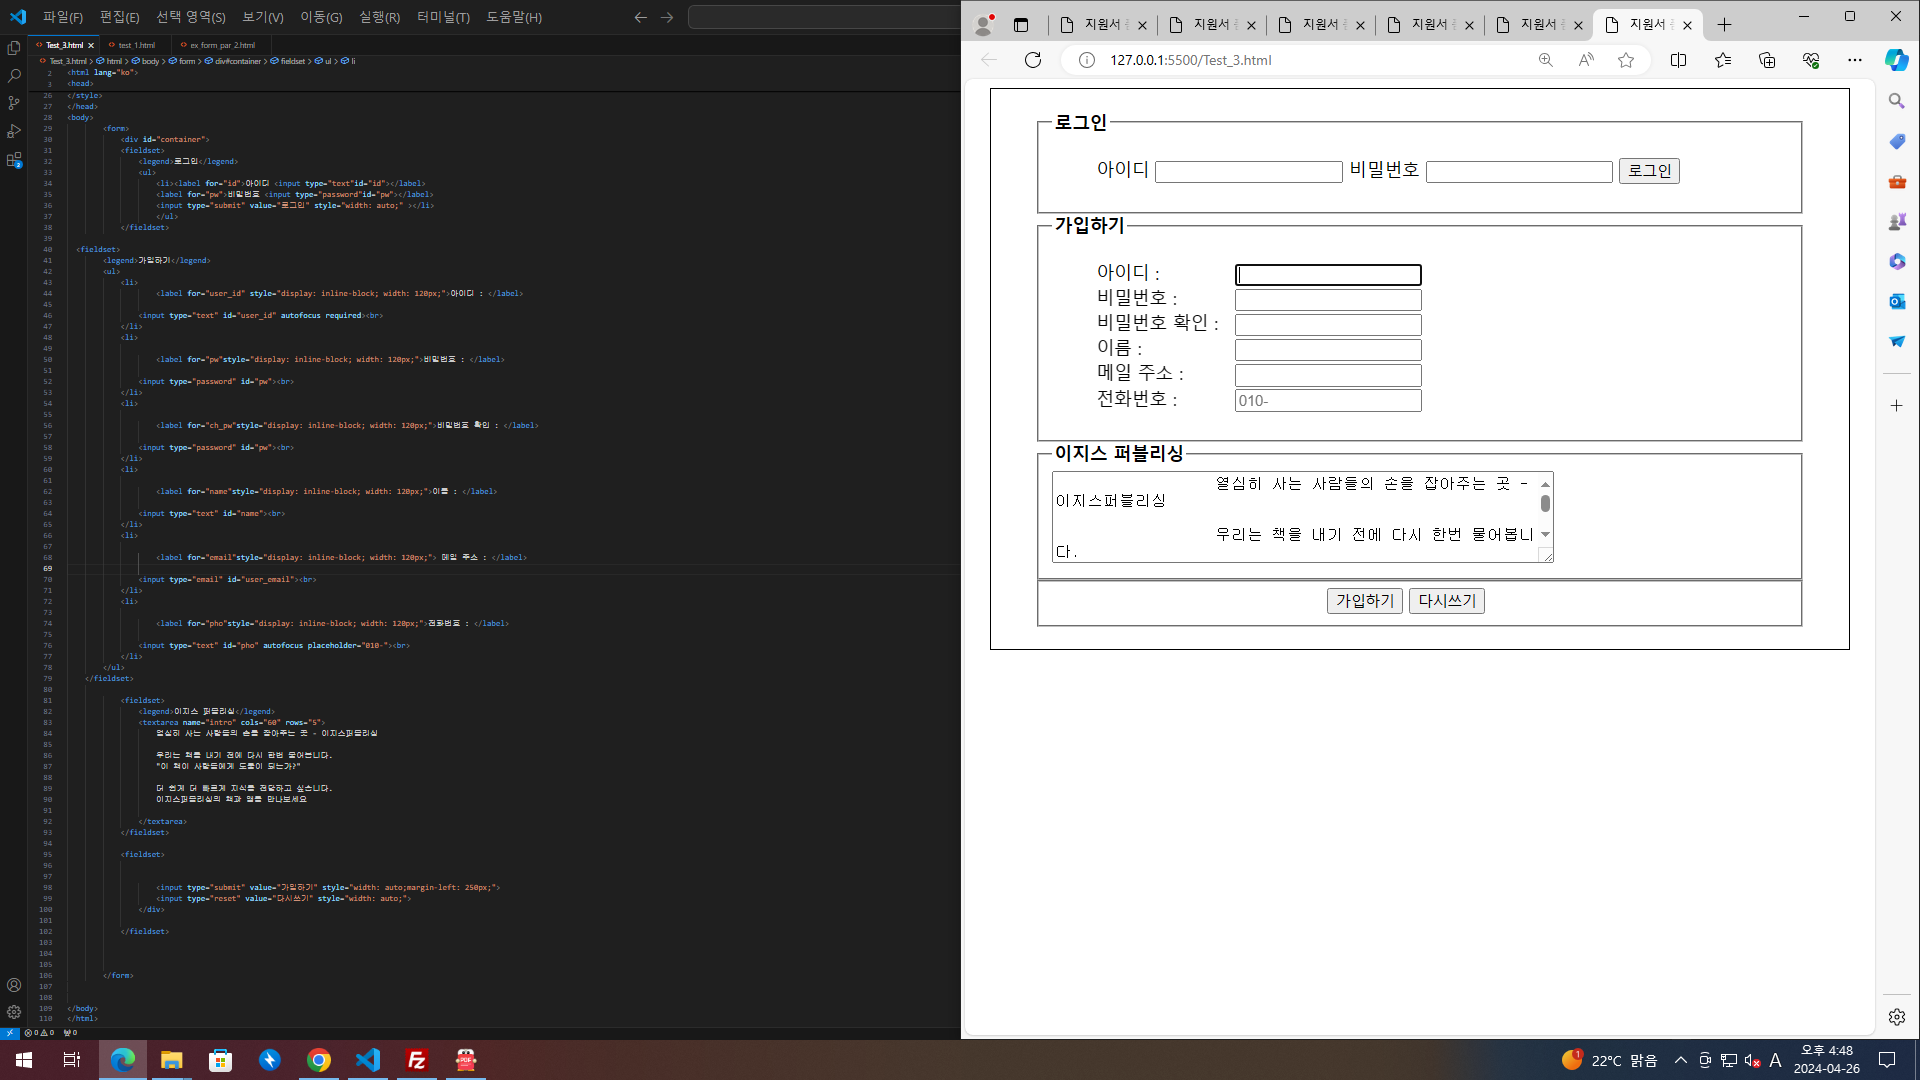 파일(F) 편집(E) 선택 영역(S) 보기(V) 이동(G) 실행(R) 터미널(T) 도움말(H)
Test_3.html test_1.html ex_form_par_2.html
Test_3.html > html > body > form > div#container > fieldset > ul > li
2 <html lang="ko">
3 <head>
26 </style>
27 </head>
28 <body>
29 <form>
30 <div id="container">
31 <fieldset>
32 <legend>로그인</legend>
33 <ul>
34 <li><label for="id">아이디 <input type="text"id="id"></label>
35 <label for="pw">비밀번호 <input type="password"id="pw"></label>
36 <input type="submit" value="로그인" style="width: auto;" ></li>
37 </ul>
38 </fieldset>
39
40 <fieldset>
41 <legend>가입하기</legend>
42 <ul>
43 <li>
44 <label for="user_id" style="display: inline-block; width: 120px;">아이디 : </label>
45
46 <input type="text" id="user_id" autofocus required><br>
47 </li>
48 <li>
49
50 <label for="pw"style="display: inline-block; width: 120px;">비밀번호 : </label>
51
52 <input type="password" id="pw"><br>
53 </li>
54 <li>
55
56 <label for="ch_pw"style="display: inline-block; width: 120px;">비밀번호 확인 : </label>
57
58 <input type="password" id="pw"><br>
59 </li>
60 <li>
61
62 <label for="name"style="display: inline-block; width: 120px;">이름 : </label>
63
64 <input type="text" id="name"><br>
65 </li>
66 <li>
67
68 <label for="email"style="display: inline-block; width: 120px;"> 메일 주소 : </label>
69
70 <input type="email" id="user_email"><br>
71 </li>
72 <li>
73
74 <label for="pho"style="display: inline-block; width: 120px;">전화번호 : </label>
75
76 <input type="text" id="pho" autofocus placeholder="010-"><br>
77 </li>
78 </ul>
79 </fieldset>
80
81 <fieldset>
82 <legend>이지스 퍼블리싱</legend>
83 <textarea name="intro" cols="60" rows="5">
84 열심히 사는 사람들의 손을 잡아주는 곳 - 이지스퍼블리싱
85
86 우리는 책을 내기 전에 다시 한번 물어봅니다.
87 "이 책이 사람들에게 도움이 되는가?"
88
89 더 쉽게 더 빠르게 지식을 전달하고 싶습니다.
90 이지스퍼블리싱의 책과 앱을 만나보세요
91
92 </textarea>
93 </fieldset>
94
95 <fieldset>
96
97
98 <input type="submit" value="가입하기" style="width: auto;margin-left: 250px;">
99 <input type="reset" value="다시쓰기" style="width: auto;">
100 </div>
101
102 </fieldset>
103
104
105
106 </form>
107
108
109 </body>
110 </html>
0 0 0
지원서 지원서 지원서 지원서 지원서 지원서
127.0.0.1:5500/Test_3.html
로그인
아이디 비밀번호 로그인
가입하기
아이디 :
비밀번호 :
비밀번호 확인 :
이름 :
메일 주소 :
전화번호 : 010-
이지스 퍼블리싱
열심히 사는 사람들의 손을 잡아주는 곳 -
이지스퍼블리싱
우리는 책을 내기 전에 다시 한번 물어봅니
다.
가입하기 다시쓰기
22°C 맑음 A 오후 4:48
2024-04-26